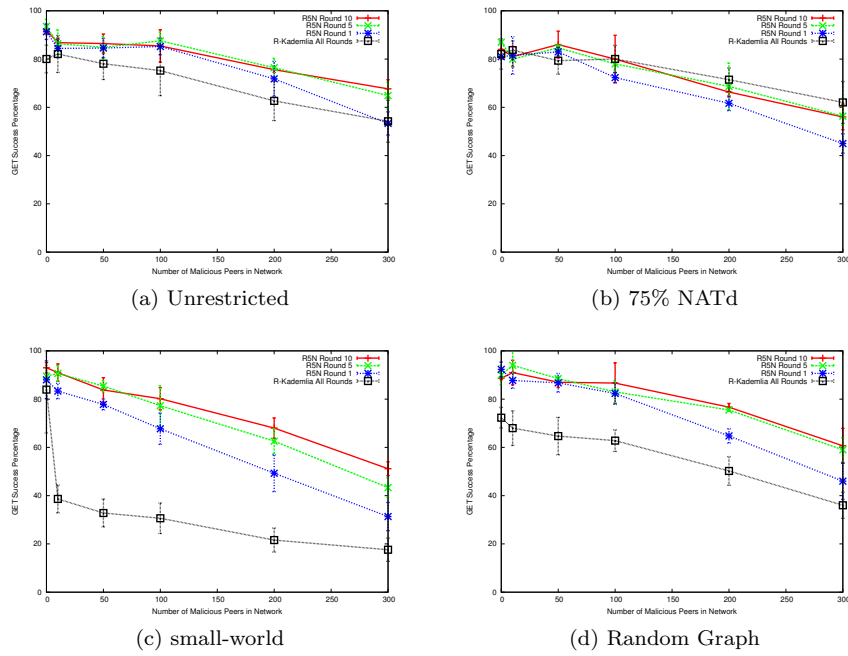 R5N Round 10
R5N Round 5
R5N Round 1
R-Kademlia All Rounds
GET Success Percentage
100
80
60
40
20
0
0 50 100 150 200 250 300
Number of Malicious Peers in Network
(a) Unrestricted
R5N Round 10
R5N Round 5
R5N Round 1
R-Kademlia All Rounds
GET Success Percentage
100
80
60
40
20
0
0 50 100 150 200 250 300
Number of Malicious Peers in Network
(b) 75% NATd
R5N Round 10
R5N Round 5
R5N Round 1
R-Kademlia All Rounds
GET Success Percentage
100
80
60
40
20
0
0 50 100 150 200 250 300
Number of Malicious Peers in Network
(c) small-world
R5N Round 10
R5N Round 5
R5N Round 1
R-Kademlia All Rounds
GET Success Percentage
100
80
60
40
20
0
0 50 100 150 200 250 300
Number of Malicious Peers in Network
(d) Random Graph